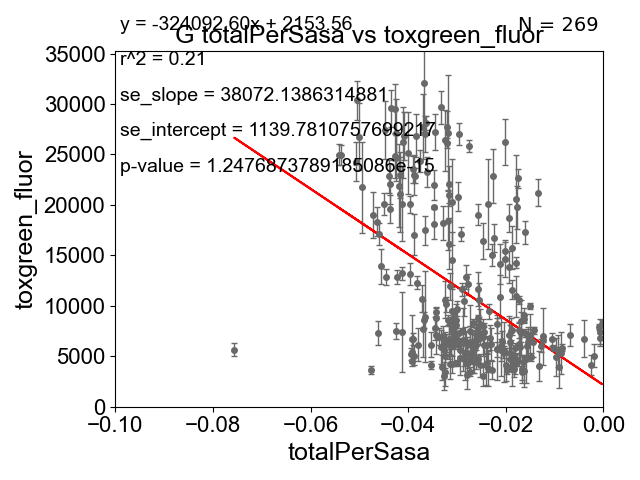 y = -324092.60x + 2153.56
N = 269
G totalPerSasa vs toxgreen_fluor
r^2 = 0.21
se_slope = 38072.1386314881
se_intercept = 1139.7810757699217
p-value = 1.2476873789185086e-15
toxgreen_fluor
35000
30000
25000
20000
15000
10000
5000
0
−0.10
−0.08
−0.06
−0.04
−0.02
0.00
totalPerSasa